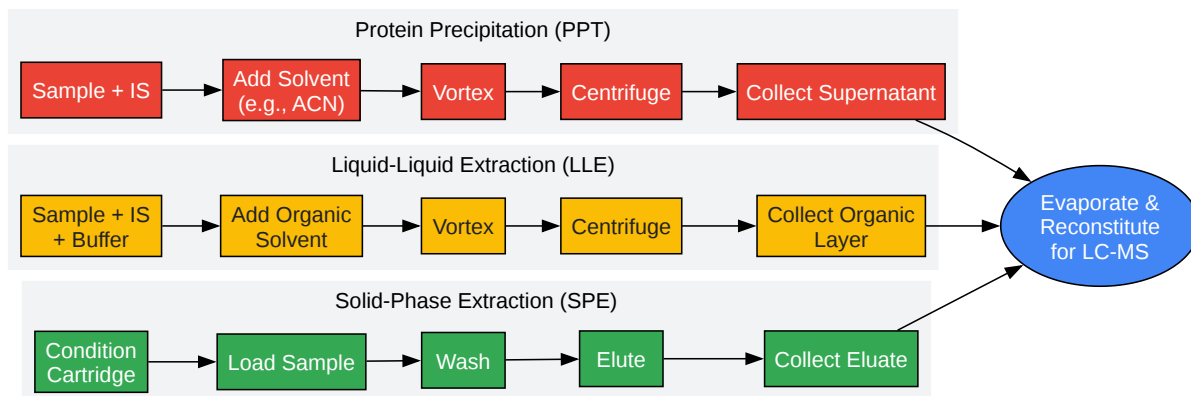 Protein Precipitation (PPT)
Sample + IS
Add Solvent
(e.g., ACN)
Vortex
Centrifuge
Collect Supernatant
Liquid-Liquid Extraction (LLE)
Sample + IS
+ Buffer
Add Organic
Solvent
Vortex
Centrifuge
Collect Organic
Layer
Solid-Phase Extraction (SPE)
Condition
Cartridge
Load Sample
Wash
Elute
Collect Eluate
Evaporate &
Reconstitute
for LC-MS